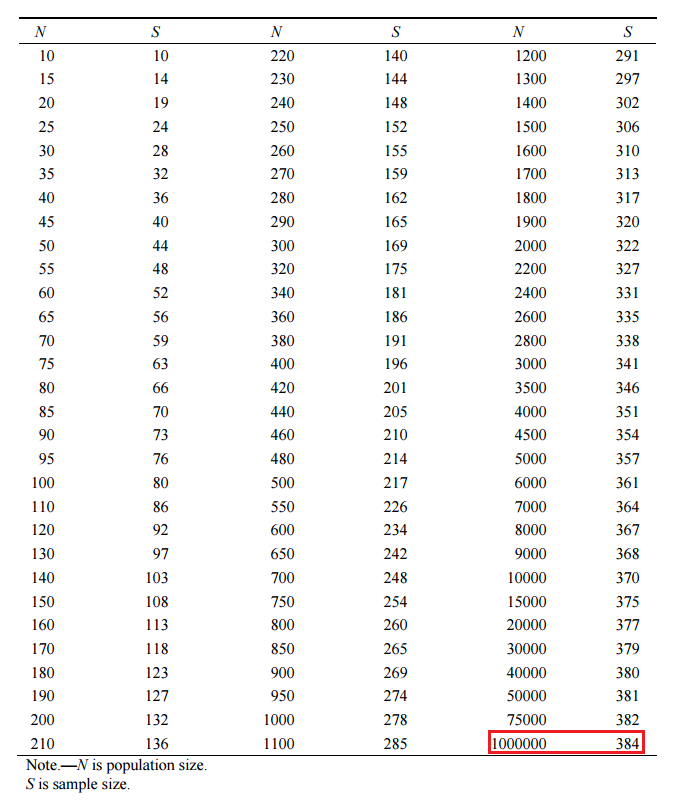 N S N S N S
10 10 220 140 1200 291
15 14 230 144 1300 297
20 19 240 148 1400 302
25 24 250 152 1500 306
30 28 260 155 1600 310
35 32 270 159 1700 313
40 36 280 162 1800 317
45 40 290 165 1900 320
50 44 300 169 2000 322
55 48 320 175 2200 327
60 52 340 181 2400 331
65 56 360 186 2600 335
70 59 380 191 2800 338
75 63 400 196 3000 341
80 66 420 201 3500 346
85 70 440 205 4000 351
90 73 460 210 4500 354
95 76 480 214 5000 357
100 80 500 217 6000 361
110 86 550 226 7000 364
120 92 600 234 8000 367
130 97 650 242 9000 368
140 103 700 248 10000 370
150 108 750 254 15000 375
160 113 800 260 20000 377
170 118 850 265 30000 379
180 123 900 269 40000 380
190 127 950 274 50000 381
200 132 1000 278 75000 382
210 136 1100 285 1000000 384
Note.—N is population size.
S is sample size.